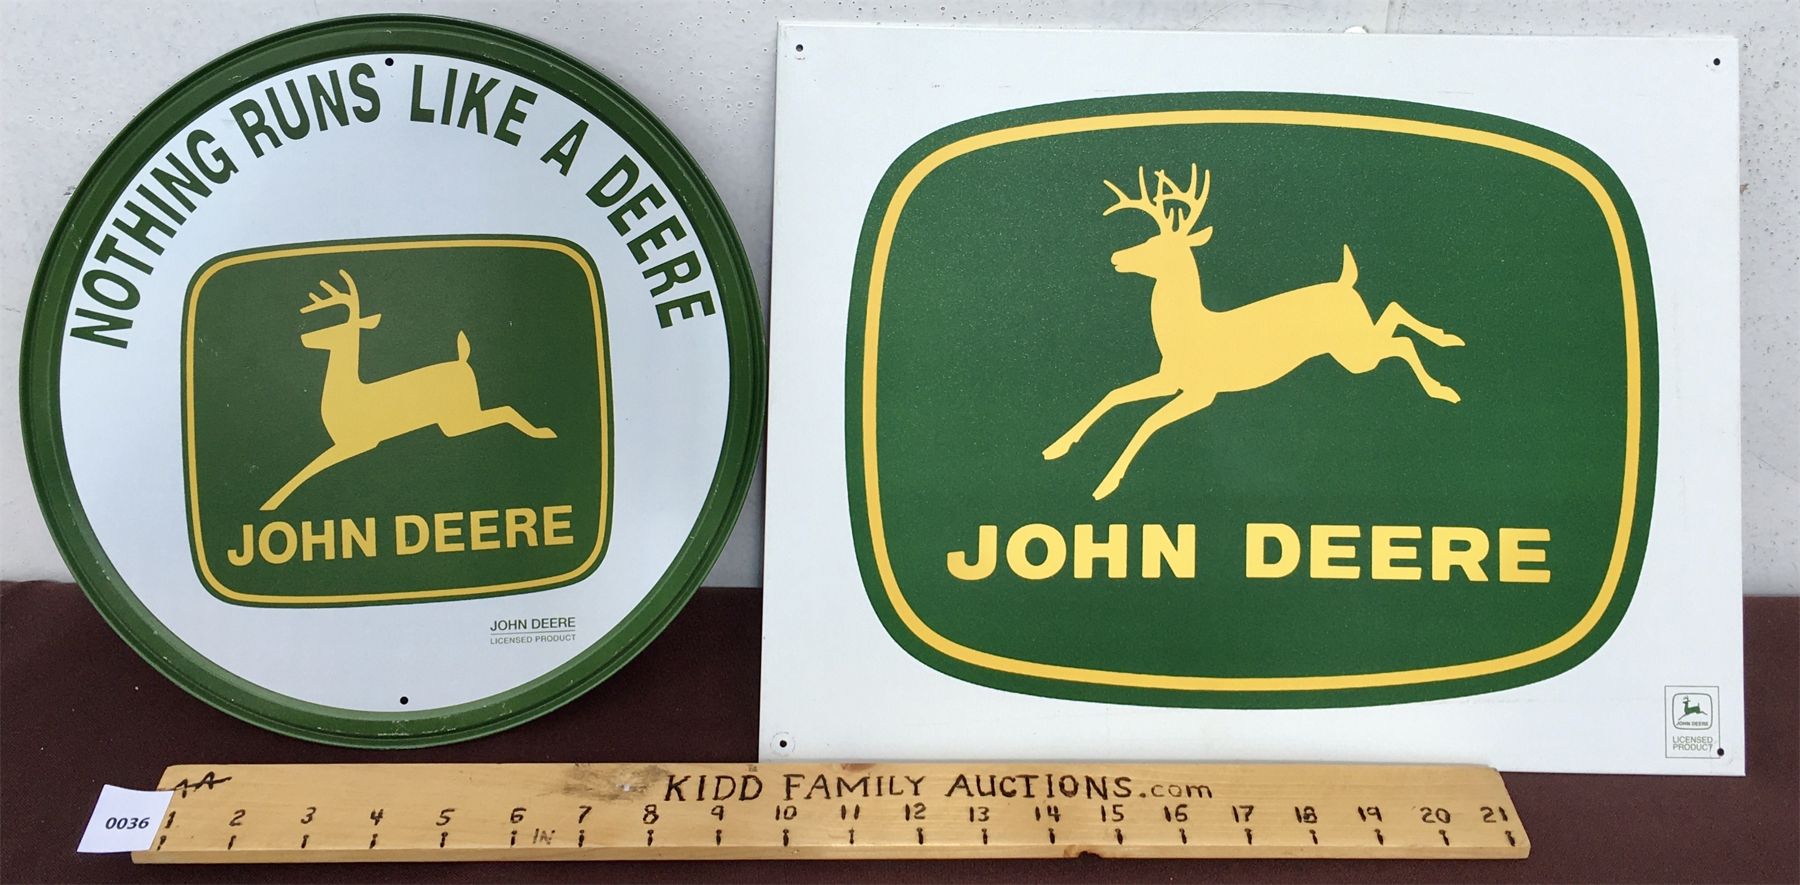 NOTHING RUNS LIKE A DEERE
JOHN DEERE
JOHN DEERE
LICENSED PRODUCT
JOHN DEERE
JOHN DEERE
LICENSED
PRODUCT
KIDD FAMILY AUCTIONS.com
AA
0036
1 2 3 4 5 6 7 8 9 10 11 12 13 14 15 16 17 18 19 20 21
IN